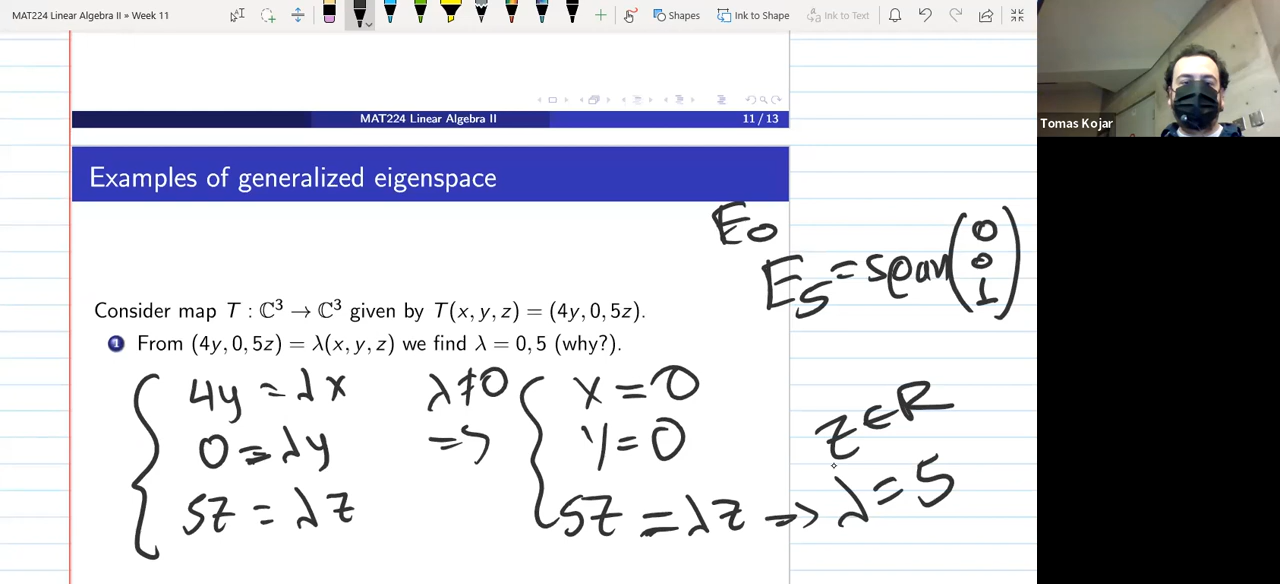 MAT224 Linear Algebra II » Week 11
Shapes
Ink to Shape
Ink to Text
Tomas Kojar
MAT224 Linear Algebra II
11 / 13
Examples of generalized eigenspace
E0
E5 = span (0 0 1)
Consider map T : ℂ³ → ℂ³ given by T(x, y, z) = (4y, 0, 5z).
1 From (4y, 0, 5z) = λ(x, y, z) we find λ = 0, 5 (why?).
4y = λx
0 = λy
5z = λz
λ ≠ 0
⇒
x = 0
y = 0
5z = λz ⇒ λ = 5
z ∈ R